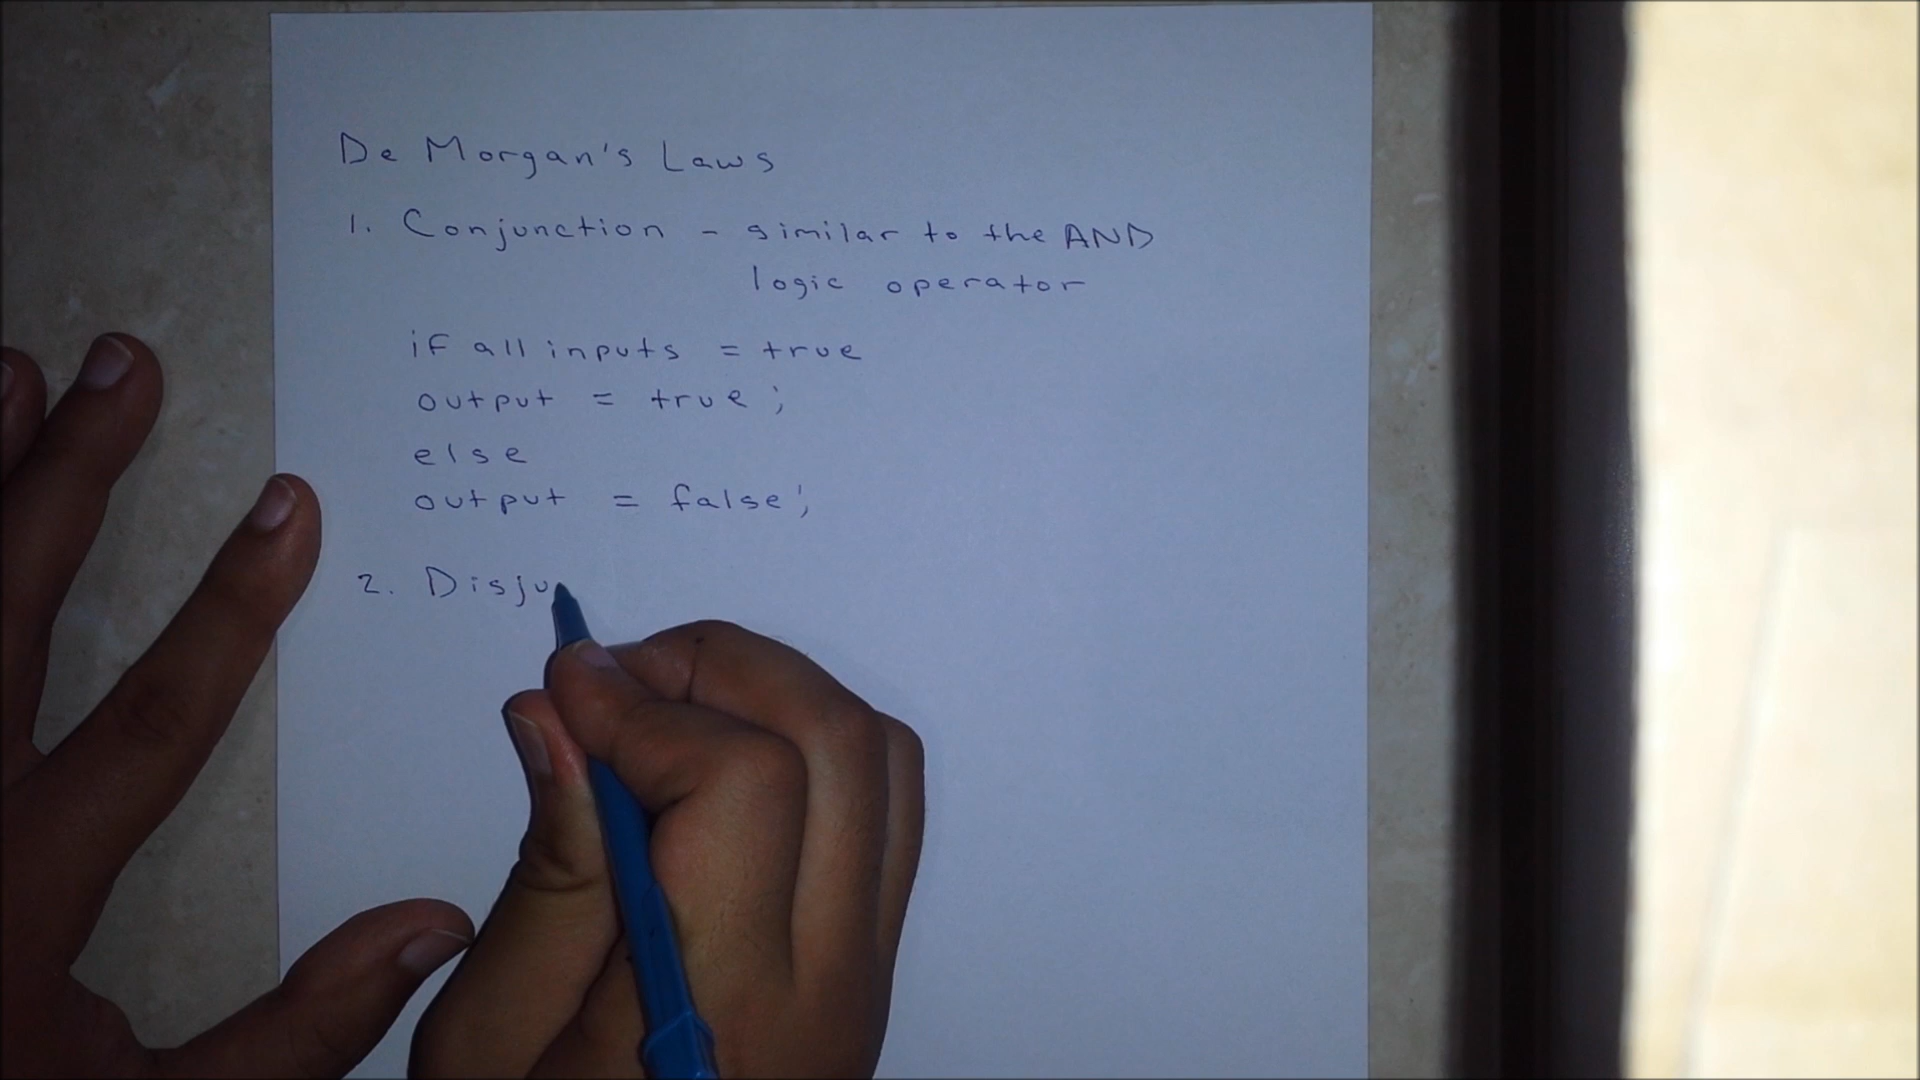 De Morgan's Laws
1. Conjunction - similar to the AND
logic operator
if all inputs = true
output = true ;
else
output = false ;
2. Disju